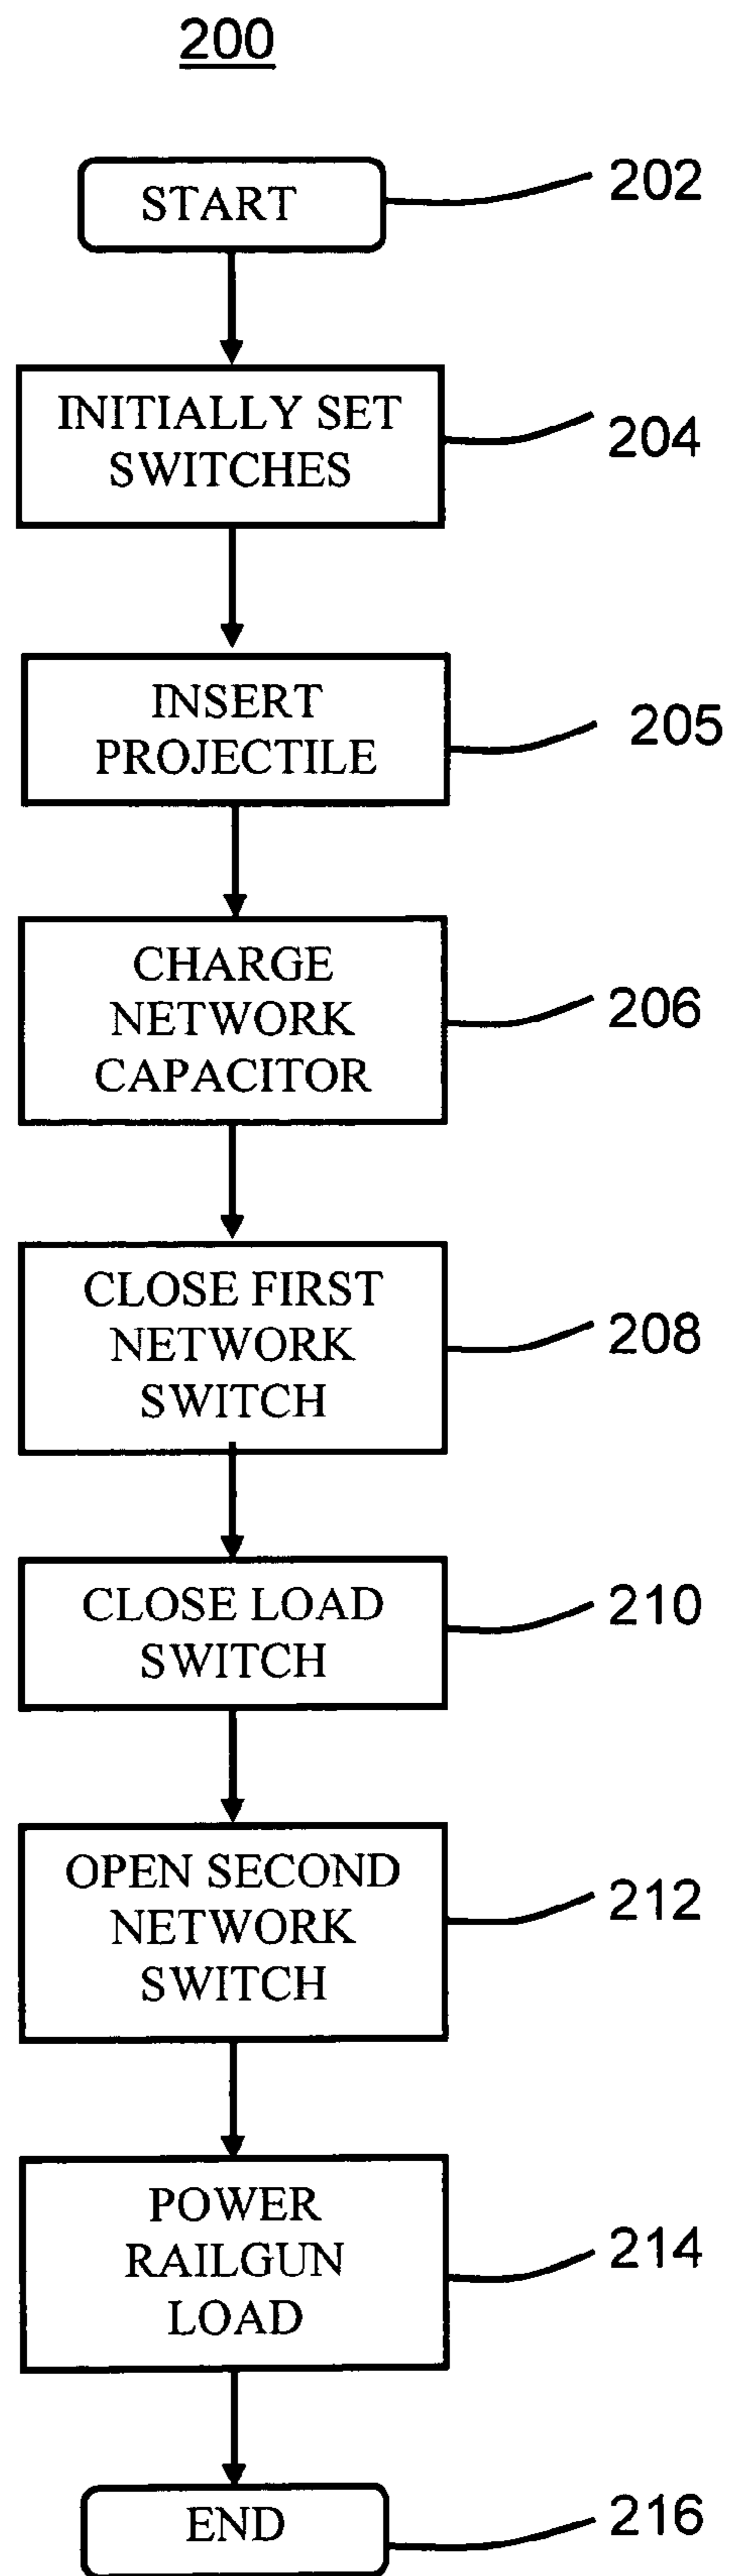 200
START
202
INITIALLY SET
SWITCHES
204
INSERT
PROJECTILE
205
CHARGE
NETWORK
CAPACITOR
206
CLOSE FIRST
NETWORK
SWITCH
208
CLOSE LOAD
SWITCH
210
OPEN SECOND
NETWORK
SWITCH
212
POWER
RAILGUN
LOAD
214
END
216